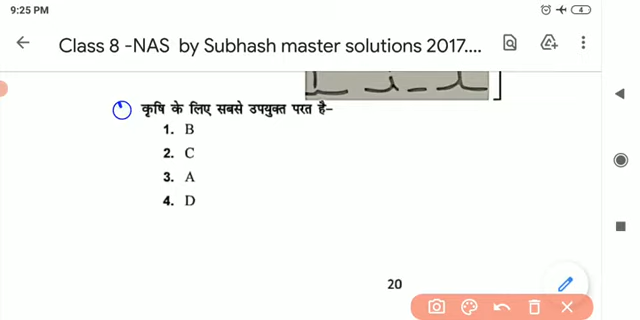 9:25 PM
4
Class 8 -NAS by Subhash master solutions 2017....
कृषि के लिए सबसे उपयुक्त परत है–
1. B
2. C
3. A
4. D
20